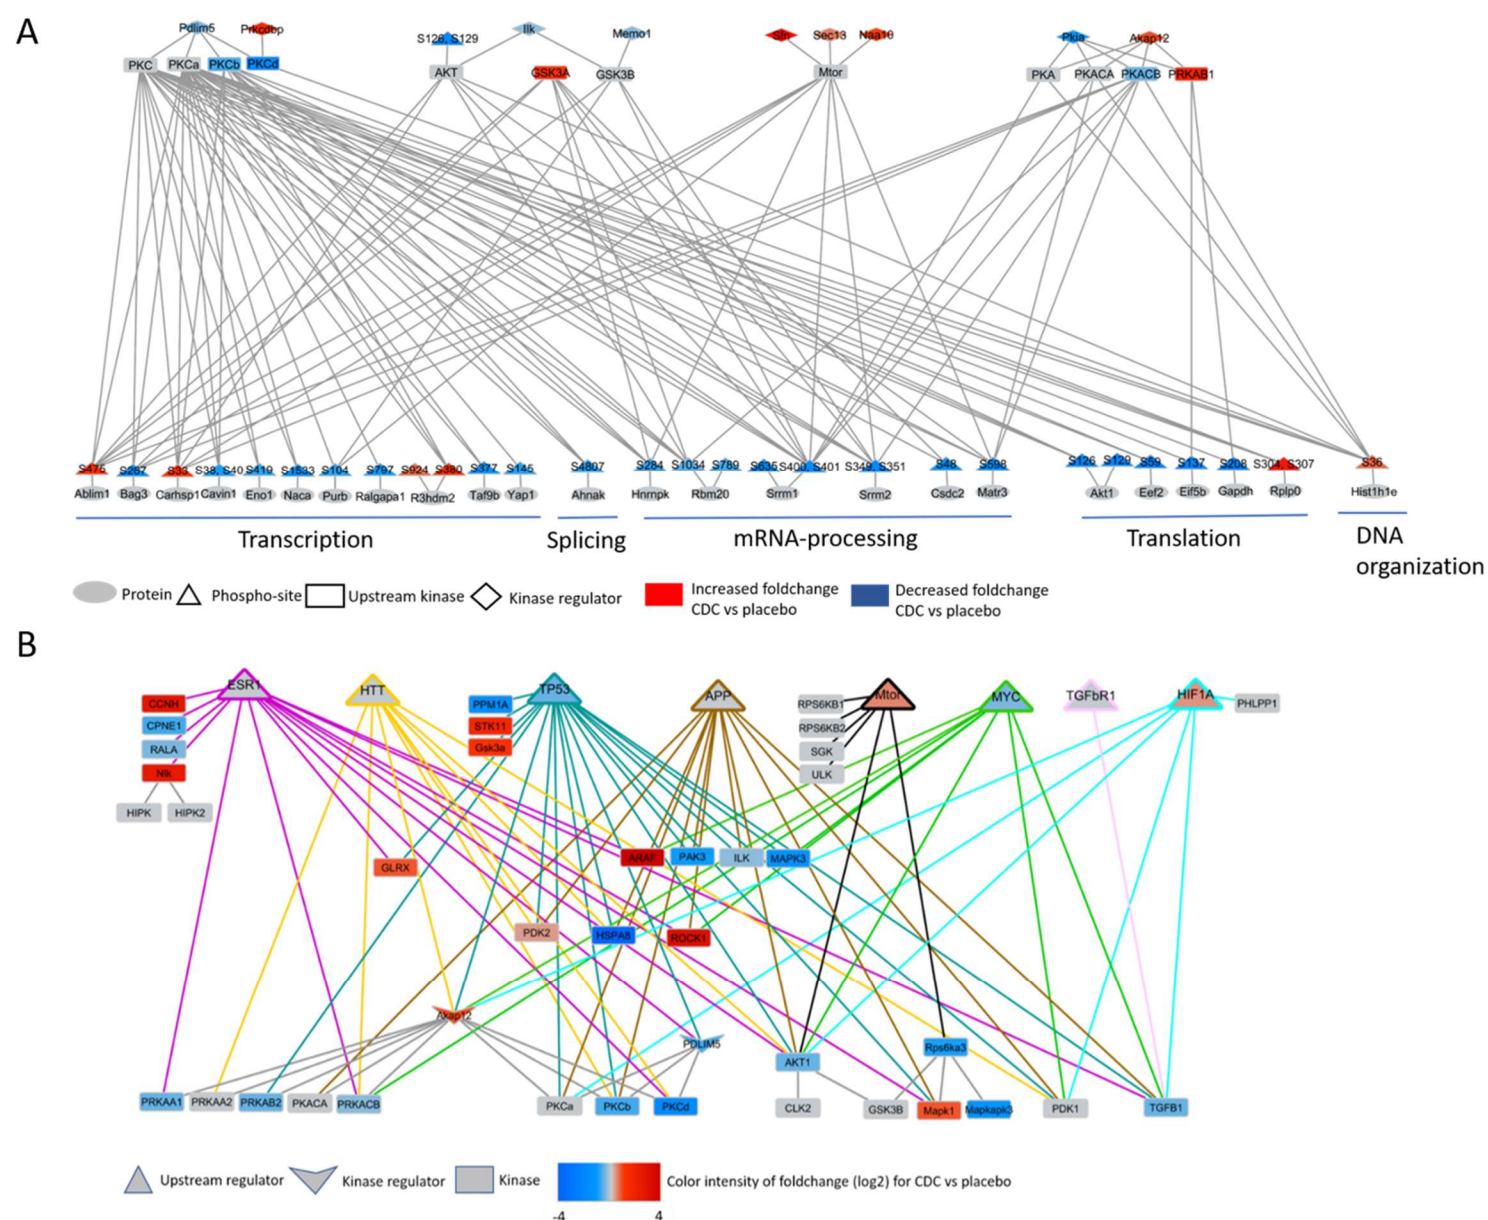 A
Pdlim5 Prkcdbp S126, S129 Ilk Memo1 Sfn Sec13 Naa10 Pkia Akap12
PKC PKCa PKCb PKCd AKT GSK3A GSK3B Mtor PKA PKACA PKACB PRKAB1
S475 S267 S33 S38, S40 S419 S1533 S104 S797 S924 S380 S377 S145 S4807 S284 S1034 S789 S635 S400, S401 S349, S351 S48 S598 S126 S129 S59 S137 S208 S304, S307 S36
Ablim1 Bag3 Carhsp1 Cavin1 Eno1 Naca Purb Ralgapa1 R3hdm2 Taf9b Yap1 Ahnak Hnrnpk Rbm20 Srrm1 Srrm2 Csdc2 Matr3 Akt1 Eef2 Eif5b Gapdh Rplp0 Hist1h1e
Transcription Splicing mRNA-processing Translation DNA
organization
Protein Phospho-site Upstream kinase Kinase regulator Increased foldchange Decreased foldchange
CDC vs placebo CDC vs placebo
B
ESR1 HTT TP53 APP Mtor MYC TGFbR1 HIF1A
CCNH PPM1A RPS6KB1 PHLPP1
CPNE1 STK11 RPS6KB2
RALA Gsk3a SGK
Nlk ULK
HIPK HIPK2
GLRX ARAF PAK3 ILK MAPK3
PDK2 HSPA8 ROCK1
Akap12 PDLIM5 AKT1 Rps6ka3
PRKAA1 PRKAA2 PRKAB2 PKACA PRKACB PKCa PKCb PKCd CLK2 GSK3B Mapk1 Mapkapk3 PDK1 TGFB1
Upstream regulator Kinase regulator Kinase Color intensity of foldchange (log2) for CDC vs placebo
-4 4